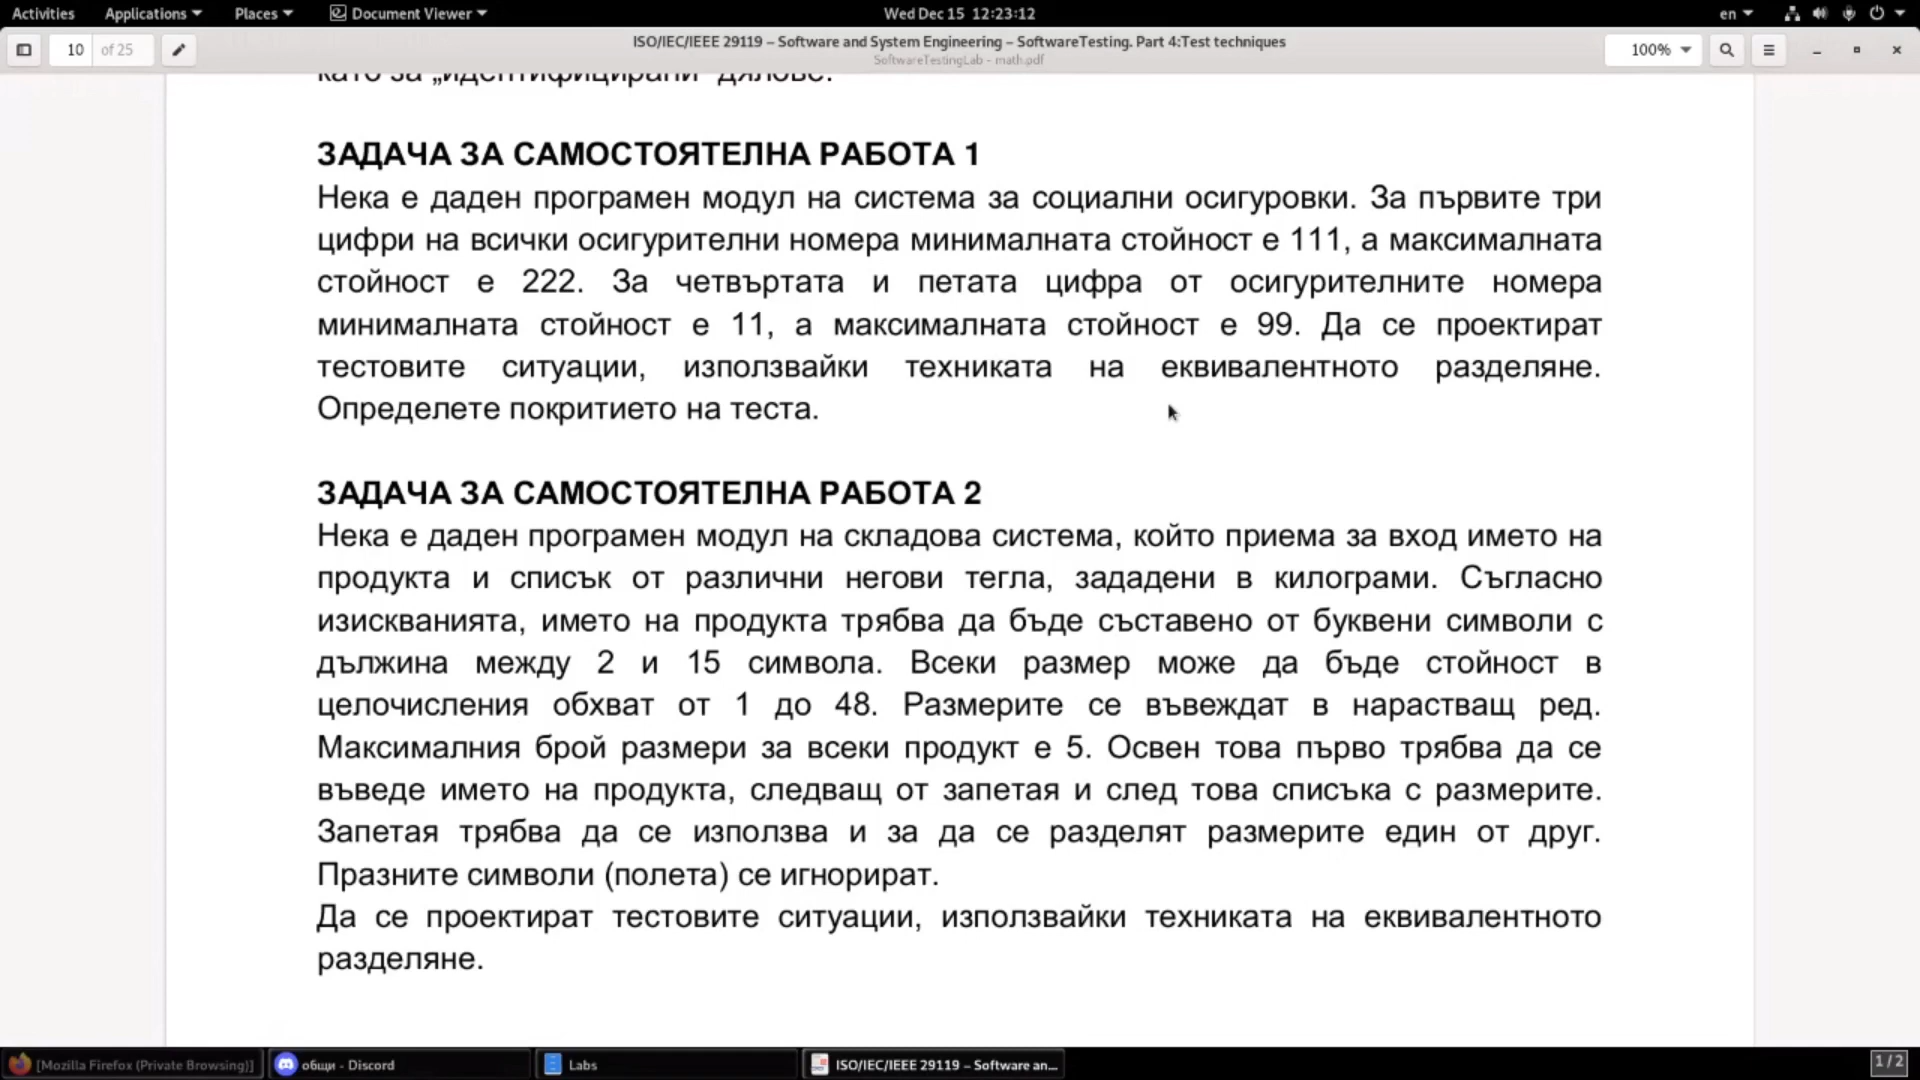 Activities Applications Places Document Viewer Wed Dec 15 12:23:12 en
10 of 25 ISO/IEC/IEEE 29119 – Software and System Engineering – SoftwareTesting. Part 4:Test techniques 100%
SoftwareTestingLab - math.pdf
като за „идентифицирани“ дялове.
ЗАДАЧА ЗА САМОСТОЯТЕЛНА РАБОТА 1
Нека е даден програмен модул на система за социални осигуровки. За първите три
цифри на всички осигурителни номера минималната стойност е 111, а максималната
стойност е 222. За четвъртата и петата цифра от осигурителните номера
минималната стойност е 11, а максималната стойност е 99. Да се проектират
тестовите ситуации, използвайки техниката на еквивалентното разделяне.
Определете покритието на теста.
ЗАДАЧА ЗА САМОСТОЯТЕЛНА РАБОТА 2
Нека е даден програмен модул на складова система, който приема за вход името на
продукта и списък от различни негови тегла, зададени в килограми. Съгласно
изискванията, името на продукта трябва да бъде съставено от буквени символи с
дължина между 2 и 15 символа. Всеки размер може да бъде стойност в
целочисления обхват от 1 до 48. Размерите се въвеждат в нарастващ ред.
Максималния брой размери за всеки продукт е 5. Освен това първо трябва да се
въведе името на продукта, следващ от запетая и след това списъка с размерите.
Запетая трябва да се използва и за да се разделят размерите един от друг.
Празните символи (полета) се игнорират.
Да се проектират тестовите ситуации, използвайки техниката на еквивалентното
разделяне.
[Mozilla Firefox (Private Browsing)] общи - Discord Labs ISO/IEC/IEEE 29119 – Software an... 1 / 2